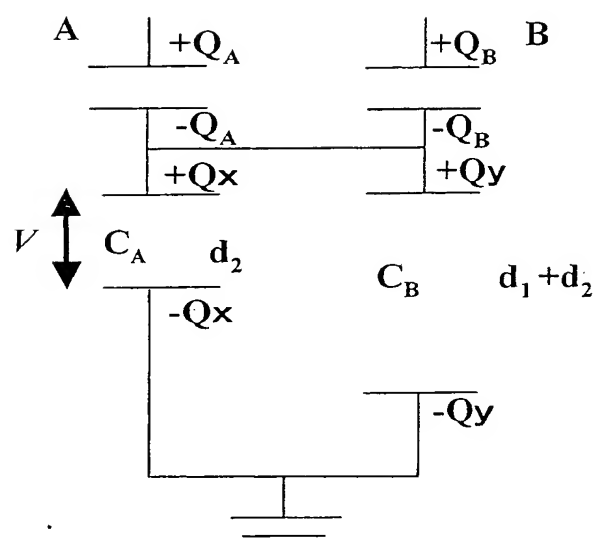 A +Q_A +Q_B B
-Q_A -Q_B
+Qx +Qy
V C_A d_2 C_B d_1+d_2
-Qx
-Qy